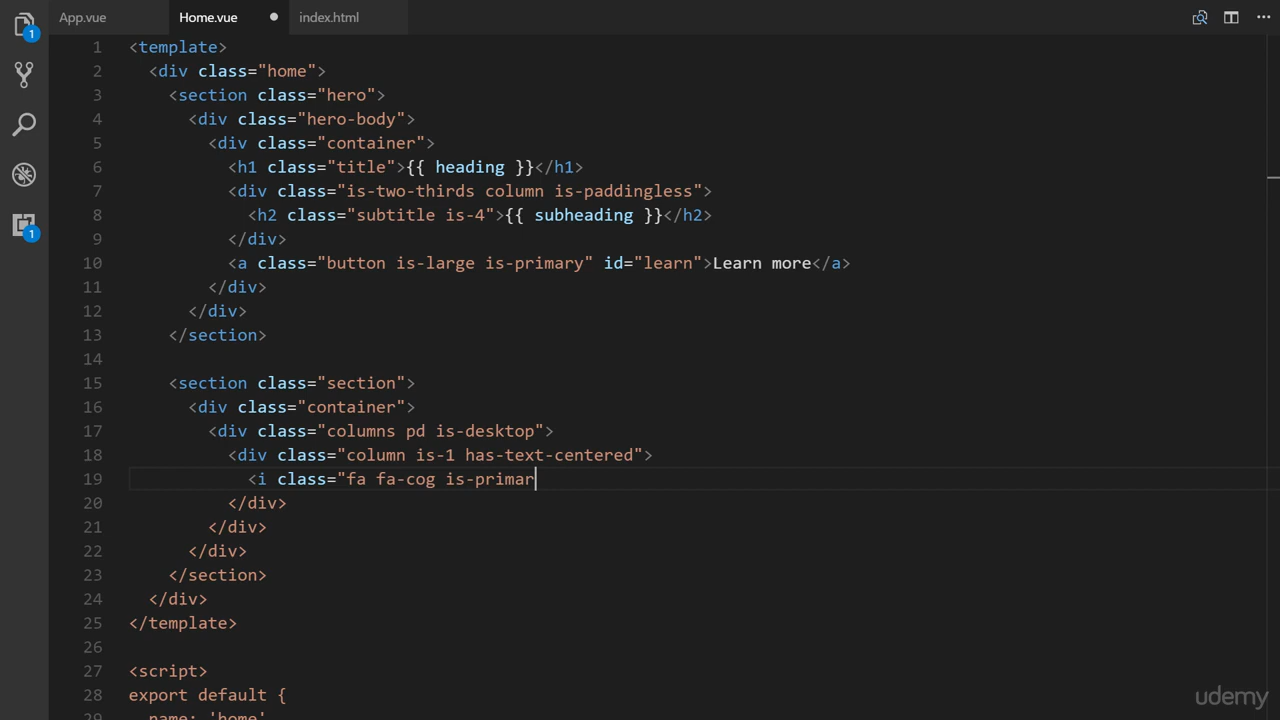 App.vue Home.vue index.html
1 <template>
2 <div class="home">
3 <section class="hero">
4 <div class="hero-body">
5 <div class="container">
6 <h1 class="title">{{ heading }}</h1>
7 <div class="is-two-thirds column is-paddingless">
8 <h2 class="subtitle is-4">{{ subheading }}</h2>
9 </div>
10 <a class="button is-large is-primary" id="learn">Learn more</a>
11 </div>
12 </div>
13 </section>
14
15 <section class="section">
16 <div class="container">
17 <div class="columns pd is-desktop">
18 <div class="column is-1 has-text-centered">
19 <i class="fa fa-cog is-primar
20 </div>
21 </div>
22 </div>
23 </section>
24 </div>
25 </template>
26
27 <script>
28 export default {
29 name: 'home'
1
1
udemy